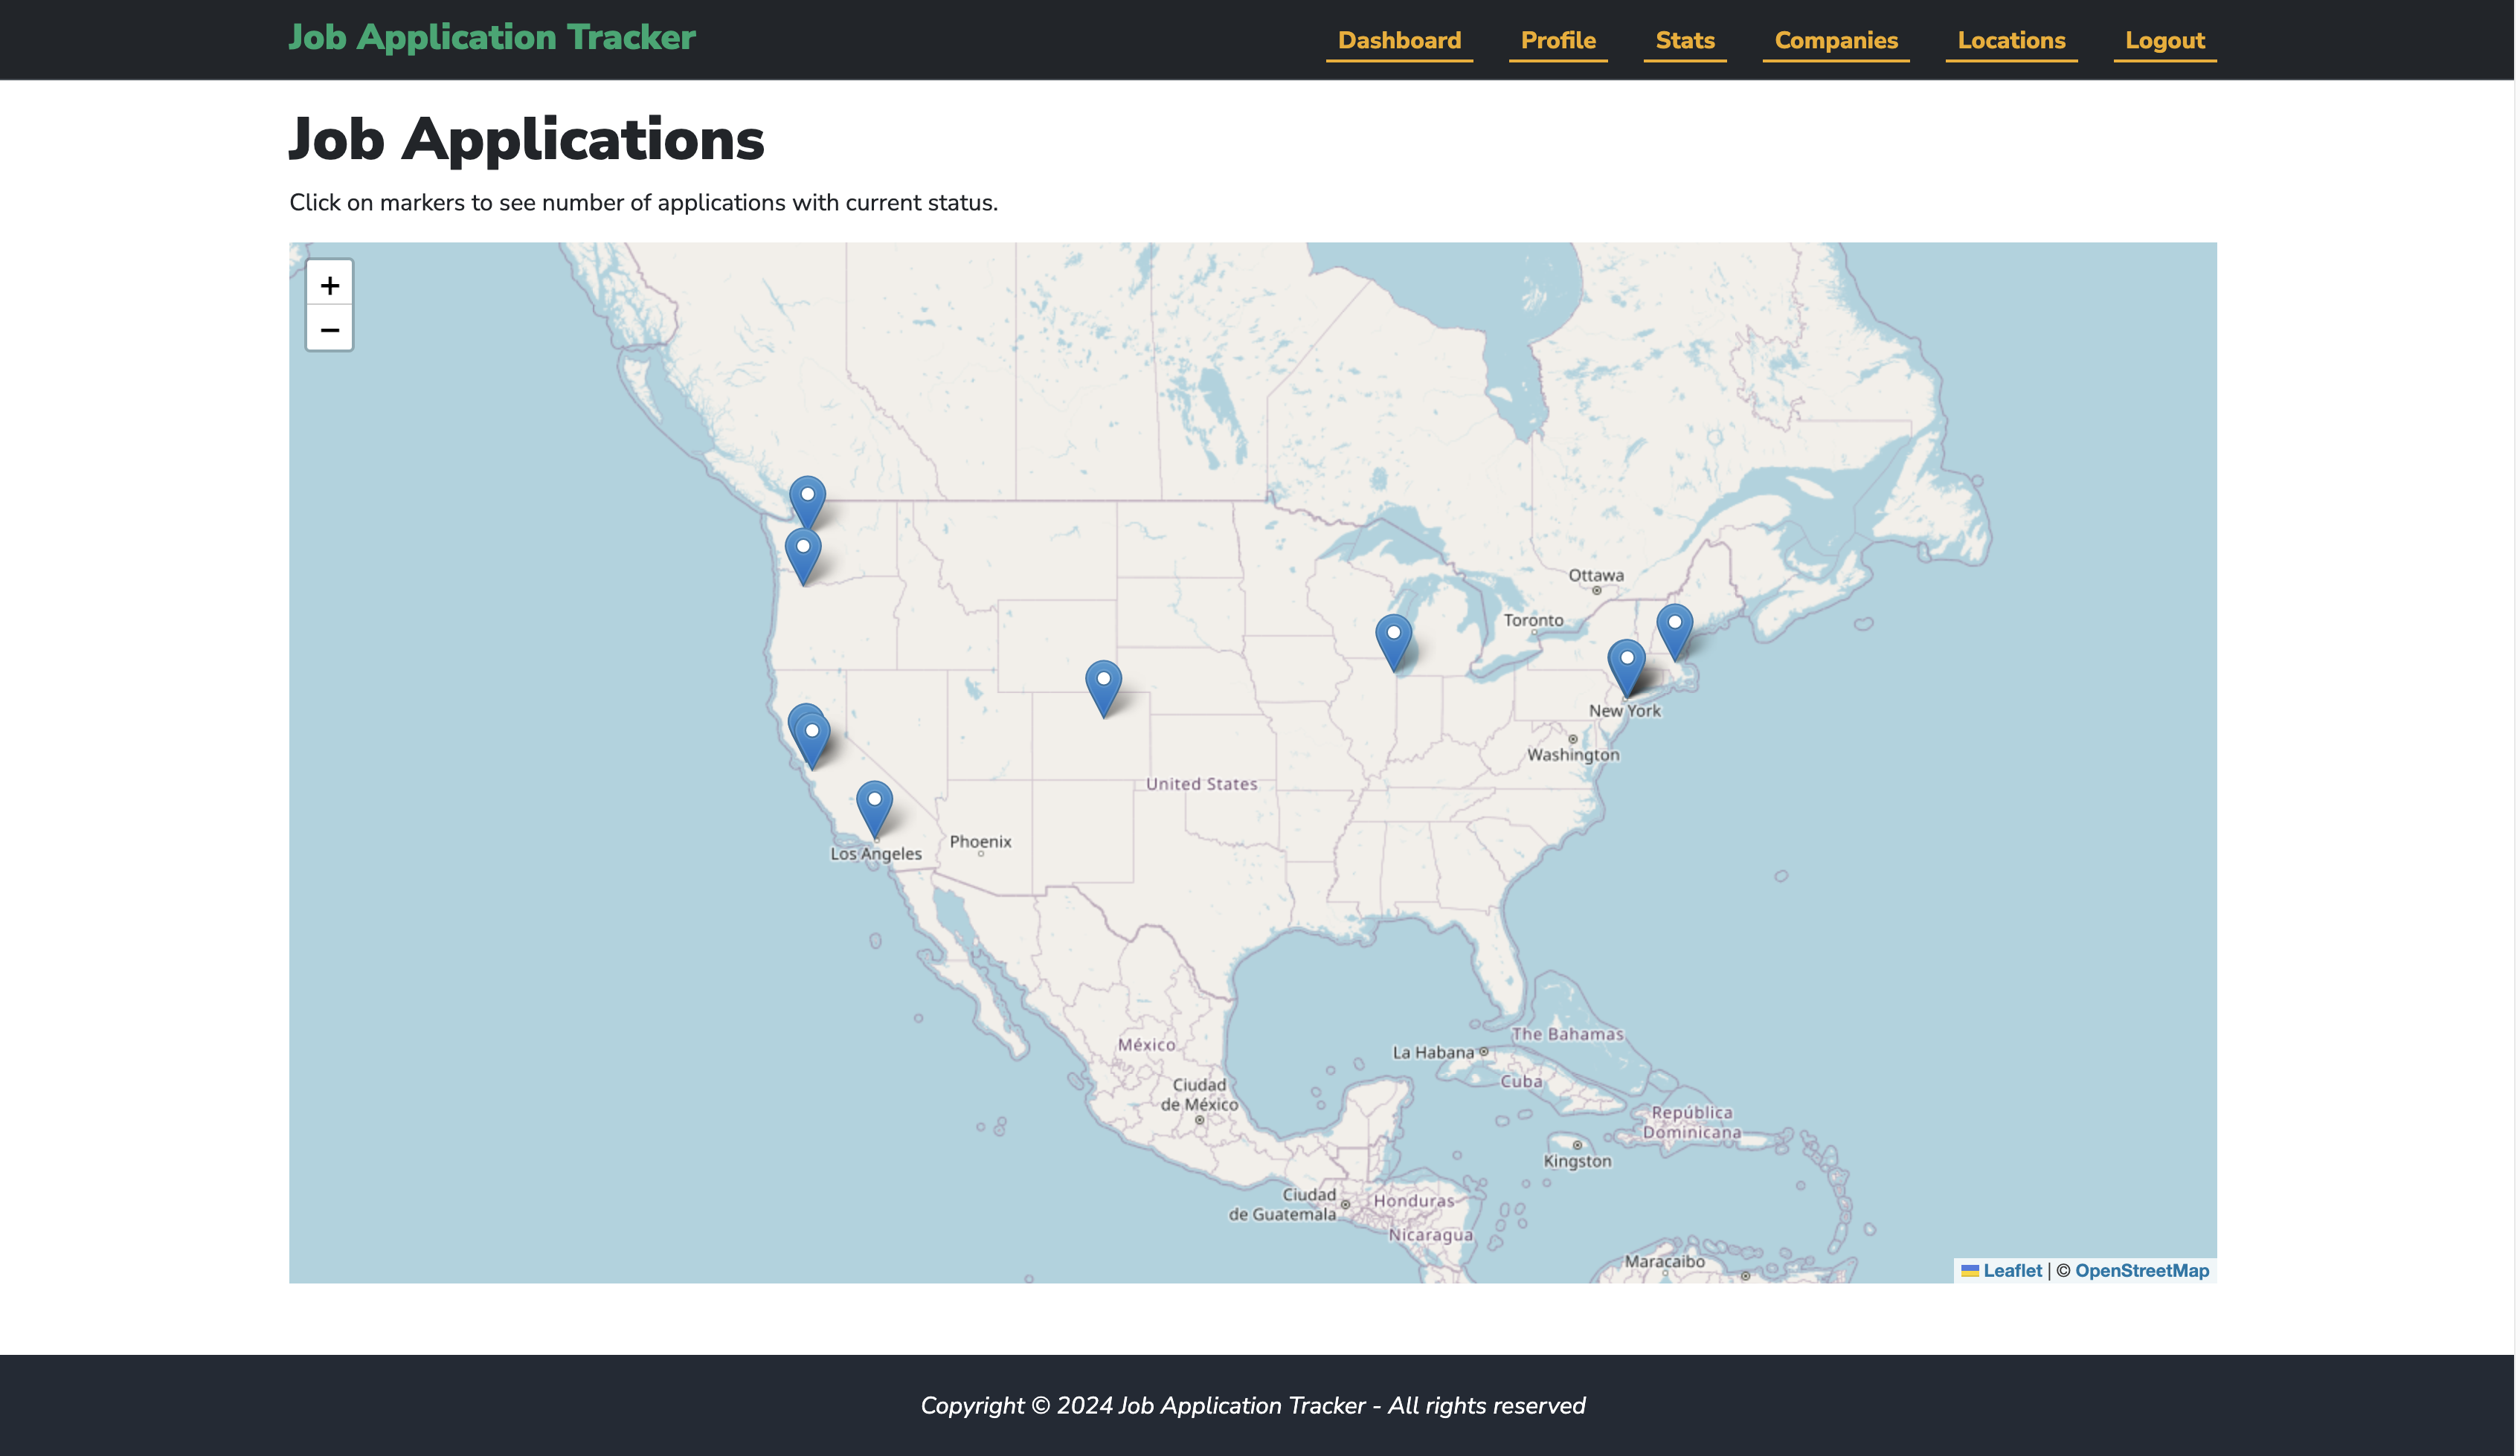 Job Application Tracker
Dashboard
Profile
Stats
Companies
Locations
Logout
Job Applications
Click on markers to see number of applications with current status.
+
−
Ottawa
Toronto
New York
Washington
United States
Phoenix
Los Angeles
The Bahamas
México
La Habana
Cuba
Ciudad
de México
República
Dominicana
Kingston
Ciudad
de Guatemala
Honduras
Nicaragua
Maracaibo
Leaflet | © OpenStreetMap
Copyright © 2024 Job Application Tracker - All rights reserved